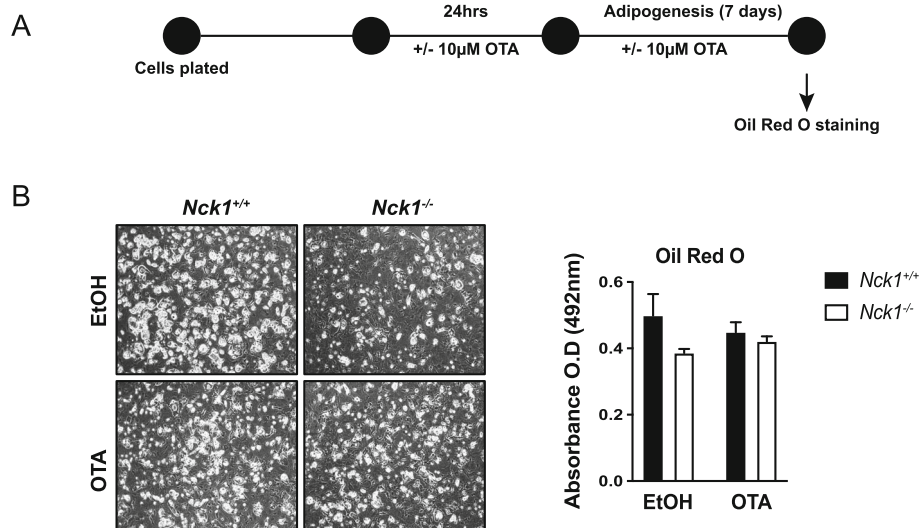 A
24hrs
Adipogenesis (7 days)
+/- 10µM OTA
+/- 10µM OTA
Cells plated
Oil Red O staining
B
Nck1+/+
Nck1-/-
EtOH
OTA
Oil Red O
Absorbance O.D (492nm)
0.6
0.4
0.2
0.0
EtOH
OTA
Nck1+/+
Nck1-/-